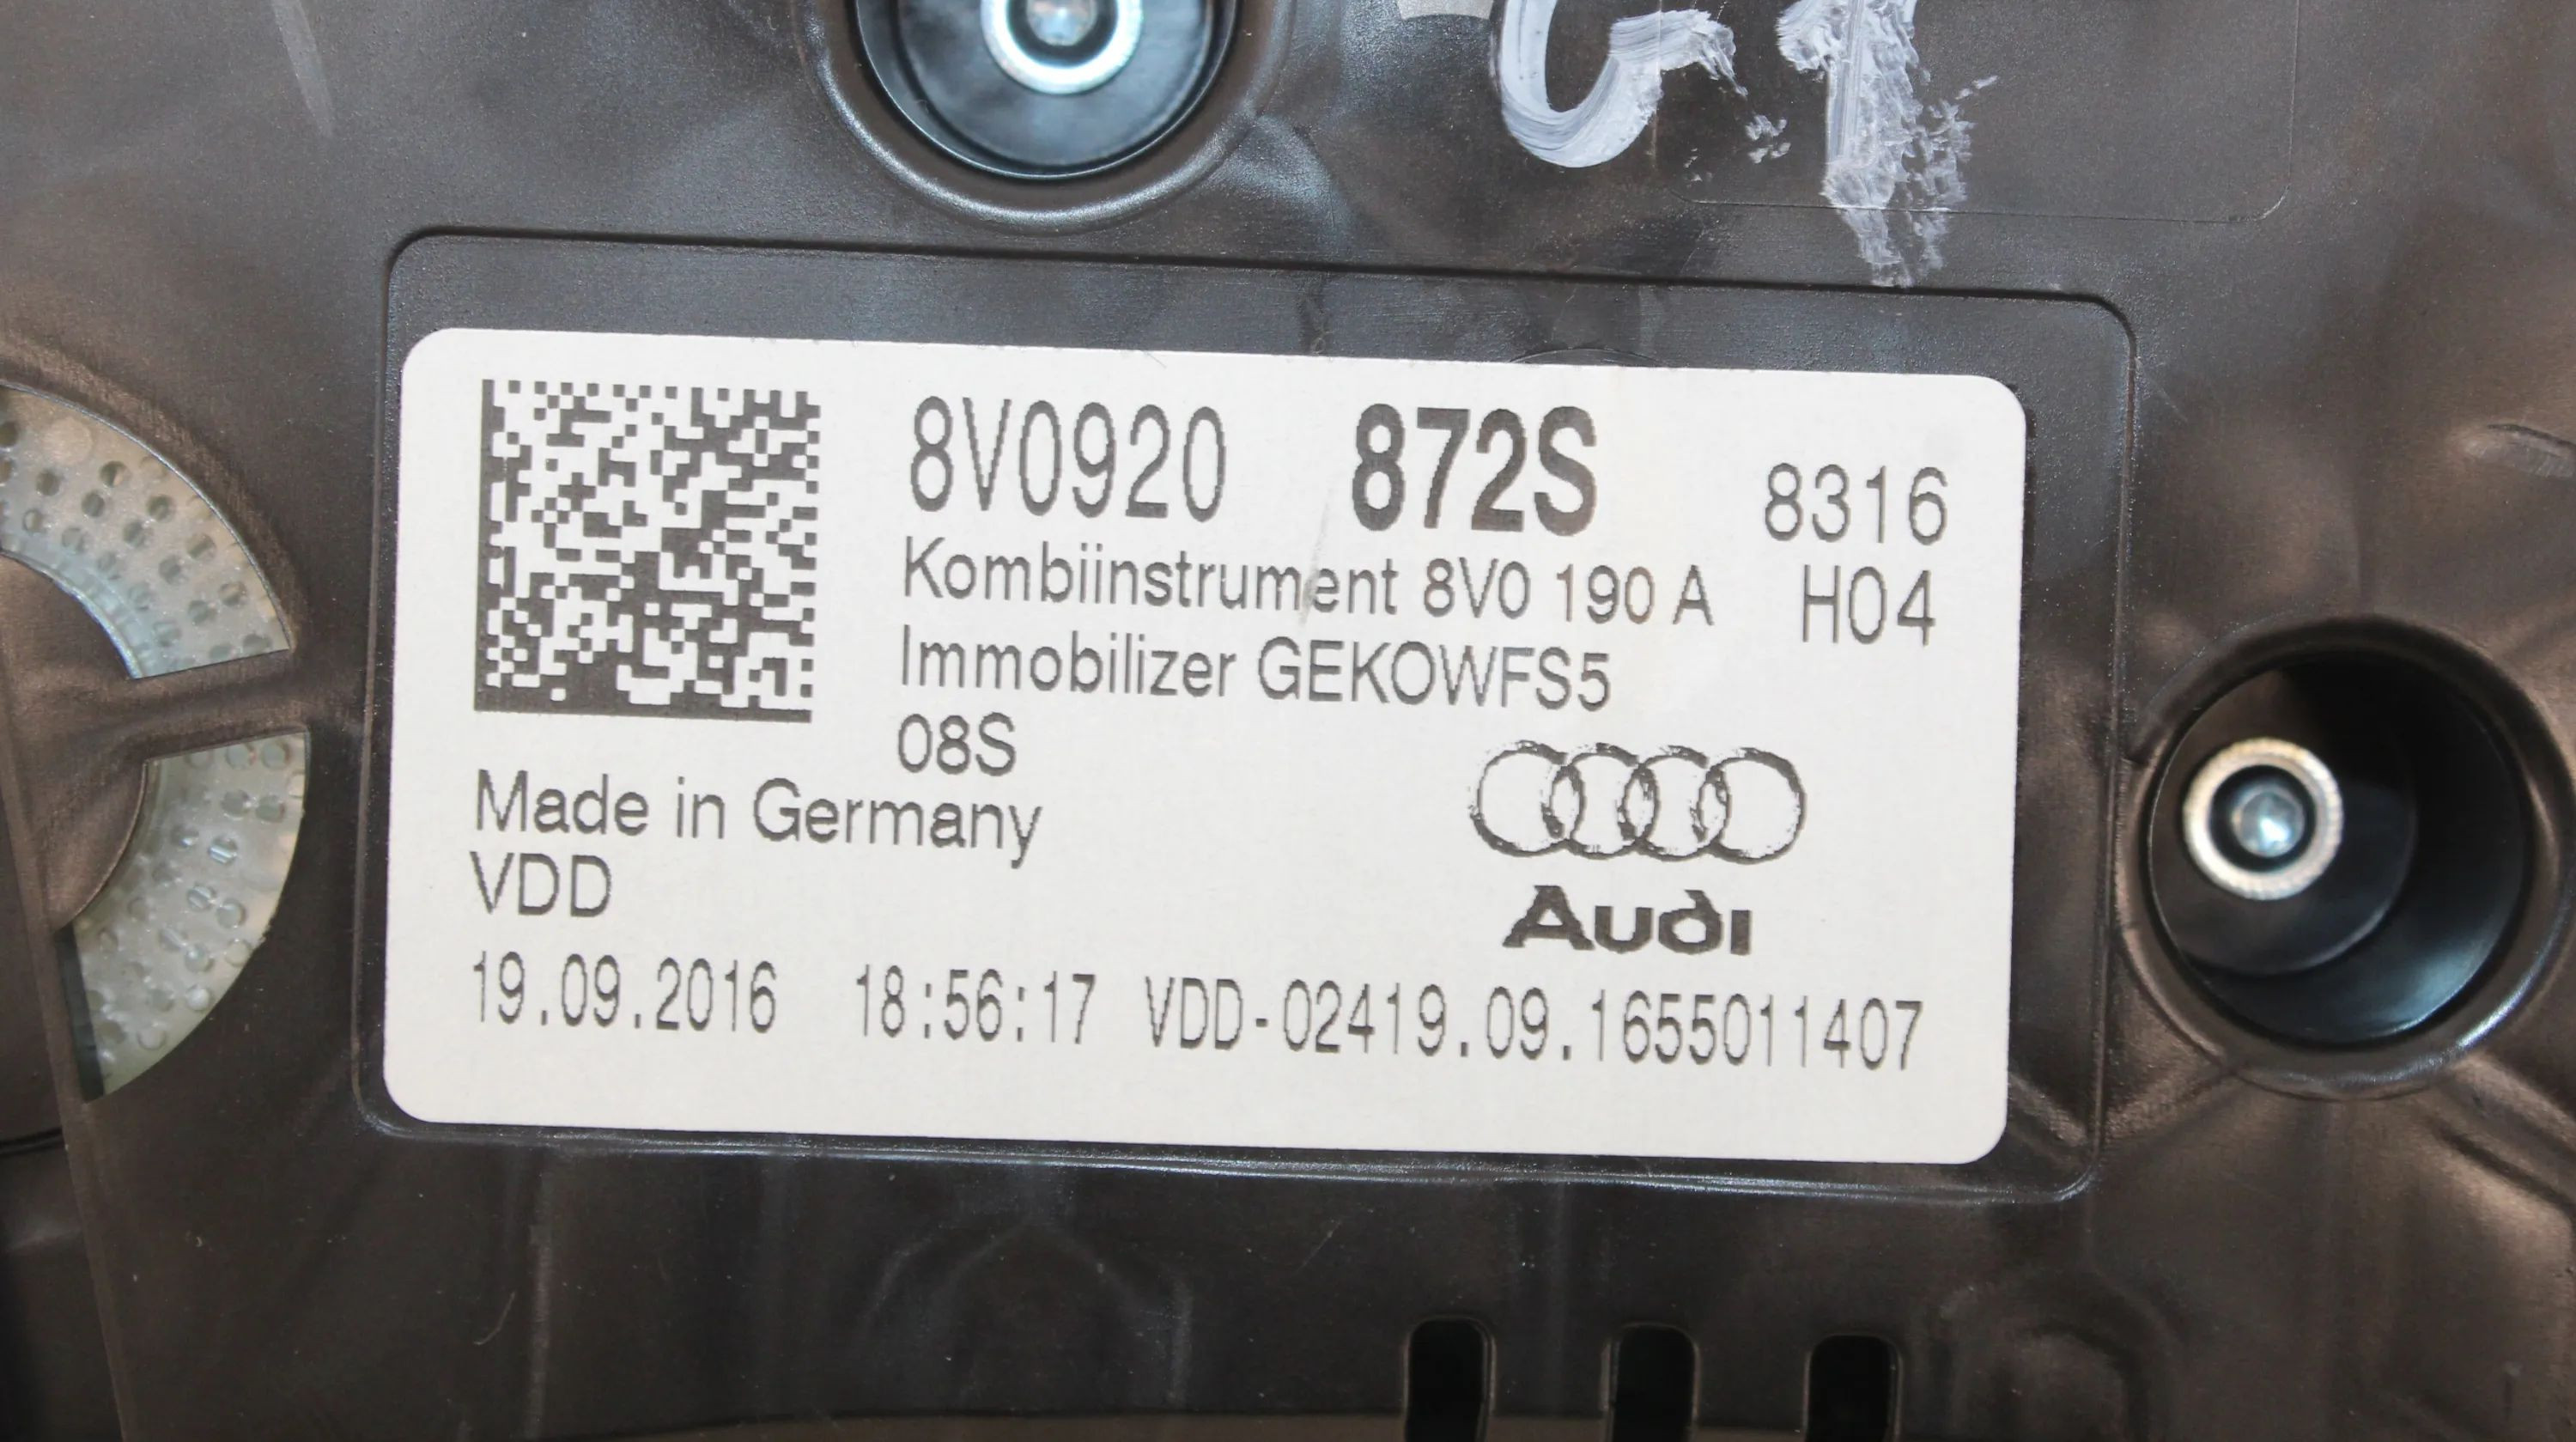 8V0920 872S 8316
Kombiinstrument 8V0 190 A H04
Immobilizer GEKOWFS5
08S
Made in Germany
VDD
Audi
19.09.2016 18:56:17 VDD-02419.09.1655011407